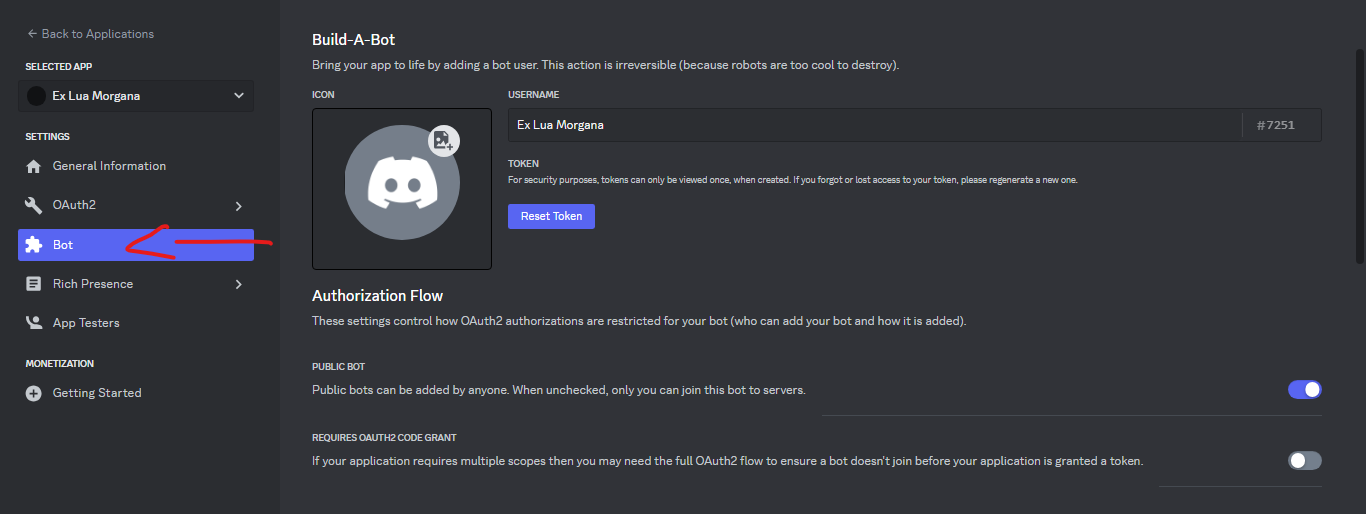 Back to Applications
SELECTED APP
Ex Lua Morgana
SETTINGS
General Information
OAuth2
Bot
Rich Presence
App Testers
MONETIZATION
Getting Started
Build-A-Bot
Bring your app to life by adding a bot user. This action is irreversible (because robots are too cool to destroy).
ICON
USERNAME
Ex Lua Morgana #7251
TOKEN
For security purposes, tokens can only be viewed once, when created. If you forgot or lost access to your token, please regenerate a new one.
Reset Token
Authorization Flow
These settings control how OAuth2 authorizations are restricted for your bot (who can add your bot and how it is added).
PUBLIC BOT
Public bots can be added by anyone. When unchecked, only you can join this bot to servers.
REQUIRES OAUTH2 CODE GRANT
If your application requires multiple scopes then you may need the full OAuth2 flow to ensure a bot doesn't join before your application is granted a token.